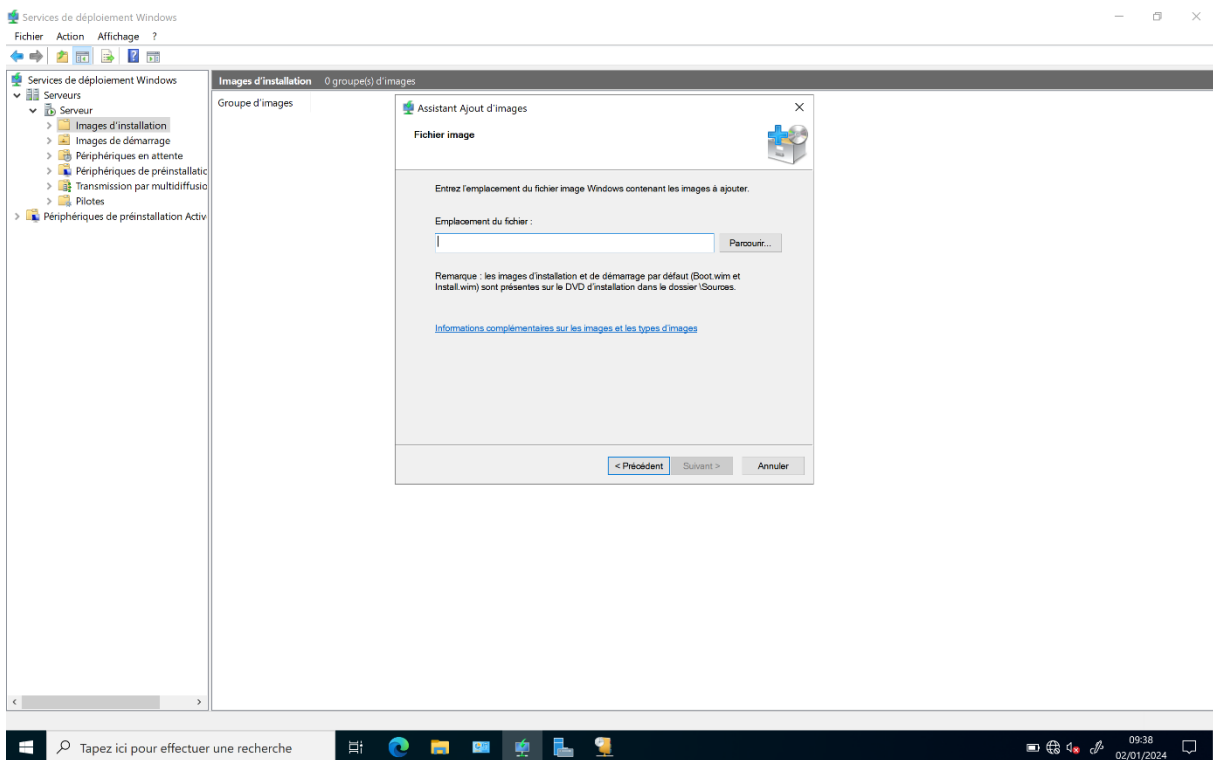 Services de déploiement Windows
Fichier Action Affichage ?
Services de déploiement Windows
Serveurs
Serveur
Images d'installation
Images de démarrage
Périphériques en attente
Périphériques de préinstallatic
Transmission par multidiffusio
Pilotes
Périphériques de préinstallation Activ
Images d'installation 0 groupe(s) d'images
Groupe d'images
Assistant Ajout d'images
Fichier image
Entrez l'emplacement du fichier image Windows contenant les images à ajouter.
Emplacement du fichier :
Parcourir...
Remarque : les images d'installation et de démarrage par défaut (Boot.wim et
Install.wim) sont présentes sur le DVD d'installation dans le dossier \Sources.
Informations complémentaires sur les images et les types d'images
< Précédent Suivant > Annuler
Tapez ici pour effectuer une recherche
09:38
02/01/2024